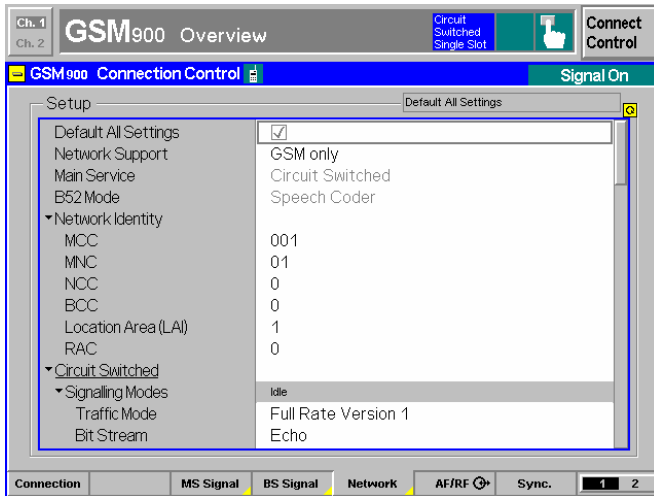 Ch. 1
Ch. 2
GSM900 Overview
Circuit
Switched
Single Slot
Connect
Control
GSM900 Connection Control
Signal On
Setup
Default All Settings
Default All Settings
Network Support GSM only
Main Service Circuit Switched
B52 Mode Speech Coder
Network Identity
MCC 001
MNC 01
NCC 0
BCC 0
Location Area (LAI) 1
RAC 0
Circuit Switched
Signalling Modes Idle
Traffic Mode Full Rate Version 1
Bit Stream Echo
Connection MS Signal BS Signal Network AF/RF Sync. 1 2